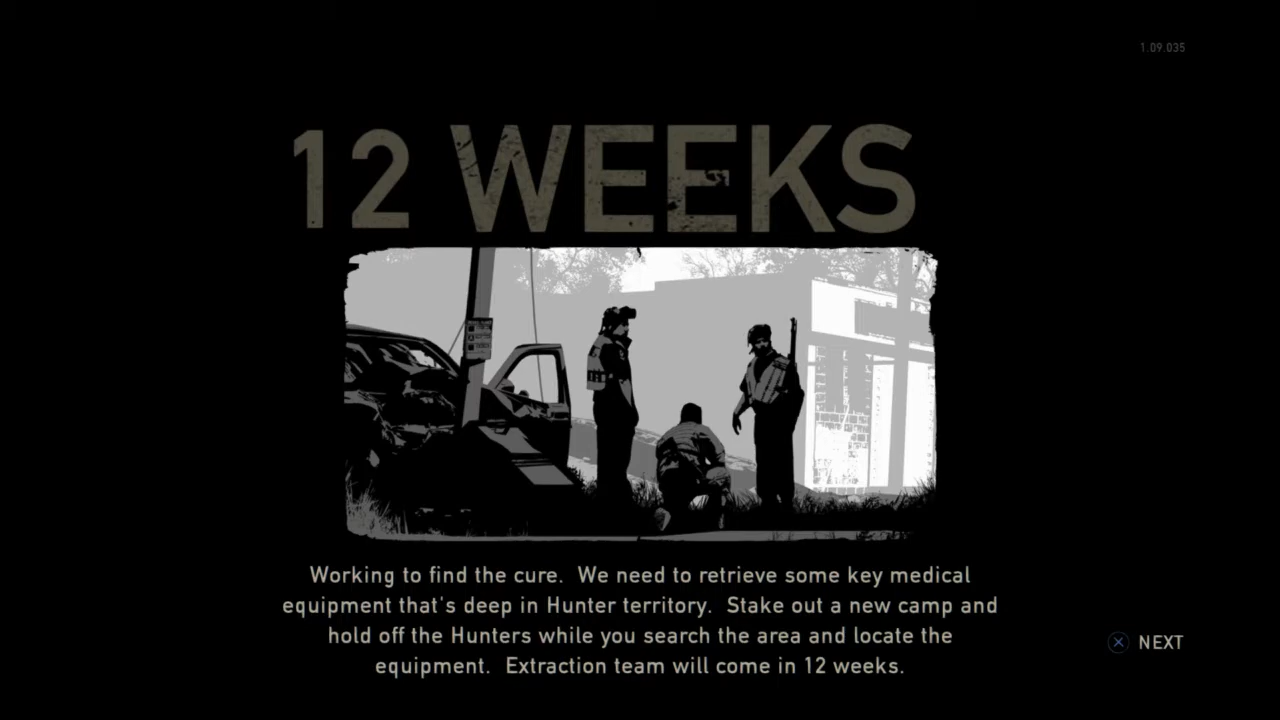 1.09.035
12 WEEKS
Working to find the cure.  We need to retrieve some key medical
equipment that's deep in Hunter territory.  Stake out a new camp and
hold off the Hunters while you search the area and locate the
equipment.  Extraction team will come in 12 weeks.
NEXT